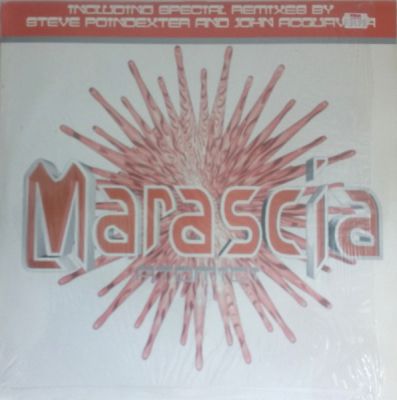 INCLUDING SPECIAL REMIXES BY
STEVE POINDEXTER AND JOHN ACQUAVIVA
Marascia